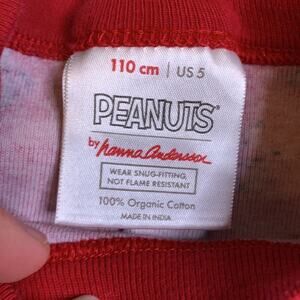 110 cm | US 5
PEANUTS®
by hanna andersson
WEAR SNUG-FITTING,
NOT FLAME RESISTANT
100% Organic Cotton
MADE IN INDIA